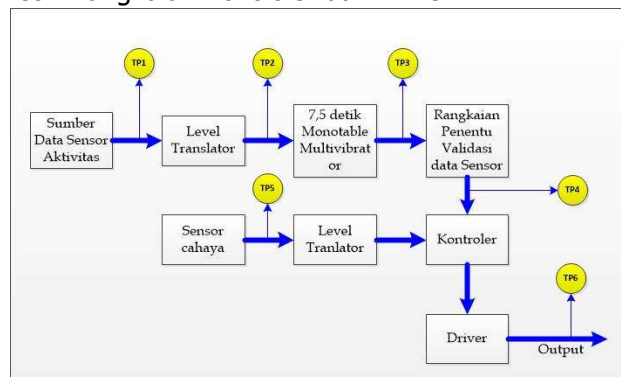 TP1
TP2
TP3
Sumber
Data Sensor
Aktivitas
Level
Translator
7,5 detik
Monotable
Multivibrat
or
Rangkaian
Penentu
Validasi
data Sensor
TP4
TP5
Sensor
cahaya
Level
Tranlator
Kontroler
TP6
Driver
Output